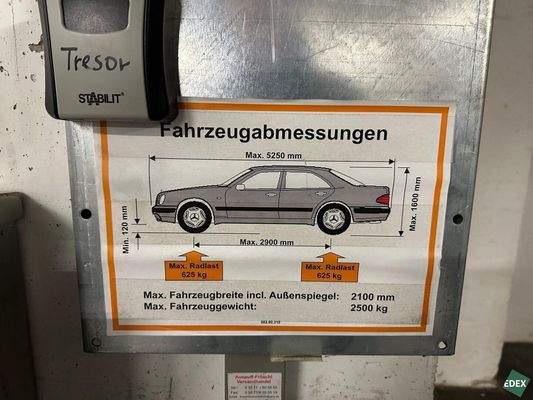 Tresor
STABILIT
Fahrzeugabmessungen
Max. 5250 mm
Max. 1600 mm
Min. 120 mm
Max. 2900 mm
Max. Radlast
625 kg
Max. Radlast
625 kg
Max. Fahrzeugbreite incl. Außenspiegel: 2100 mm
Max. Fahrzeuggewicht: 2500 kg
Versandhandel
EDEX